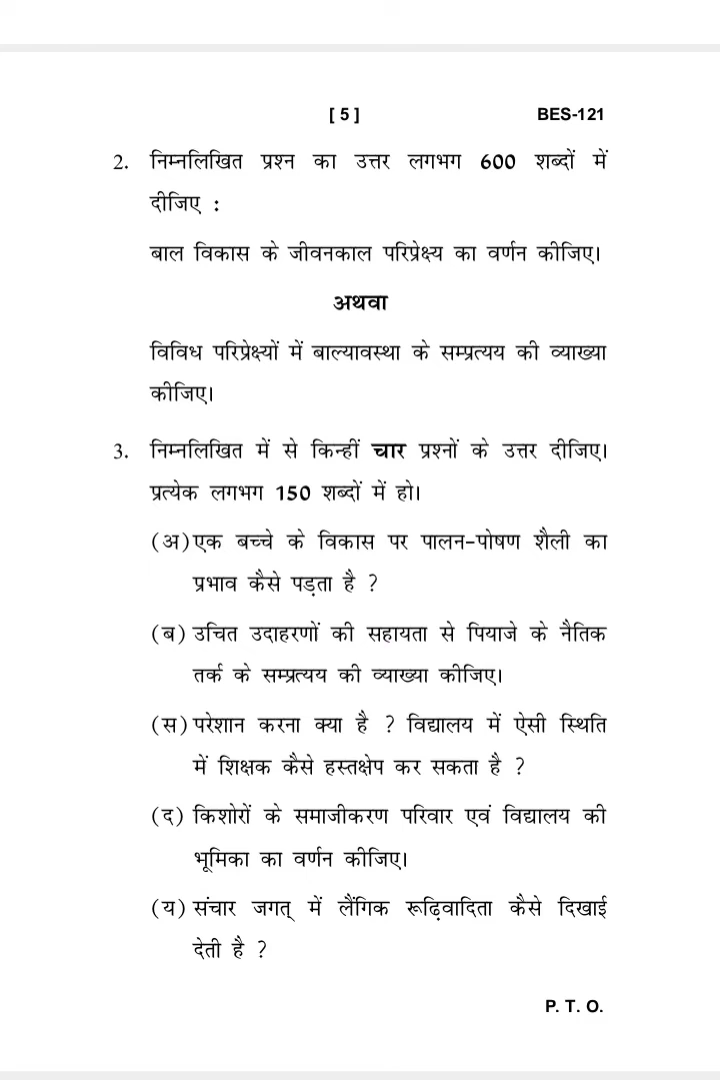 [ 5 ] BES-121
2. निम्नलिखित प्रश्न का उत्तर लगभग 600 शब्दों में
दीजिए :
बाल विकास के जीवनकाल परिप्रेक्ष्य का वर्णन कीजिए।
अथवा
विविध परिप्रेक्ष्यों में बाल्यावस्था के सम्प्रत्यय की व्याख्या
कीजिए।
3. निम्नलिखित में से किन्हीं चार प्रश्नों के उत्तर दीजिए।
प्रत्येक लगभग 150 शब्दों में हो।
(अ) एक बच्चे के विकास पर पालन-पोषण शैली का
प्रभाव कैसे पड़ता है ?
(ब) उचित उदाहरणों की सहायता से पियाजे के नैतिक
तर्क के सम्प्रत्यय की व्याख्या कीजिए।
(स) परेशान करना क्या है ? विद्यालय में ऐसी स्थिति
में शिक्षक कैसे हस्तक्षेप कर सकता है ?
(द) किशोरों के समाजीकरण परिवार एवं विद्यालय की
भूमिका का वर्णन कीजिए।
(य) संचार जगत् में लैंगिक रूढ़िवादिता कैसे दिखाई
देती है ?
P. T. O.